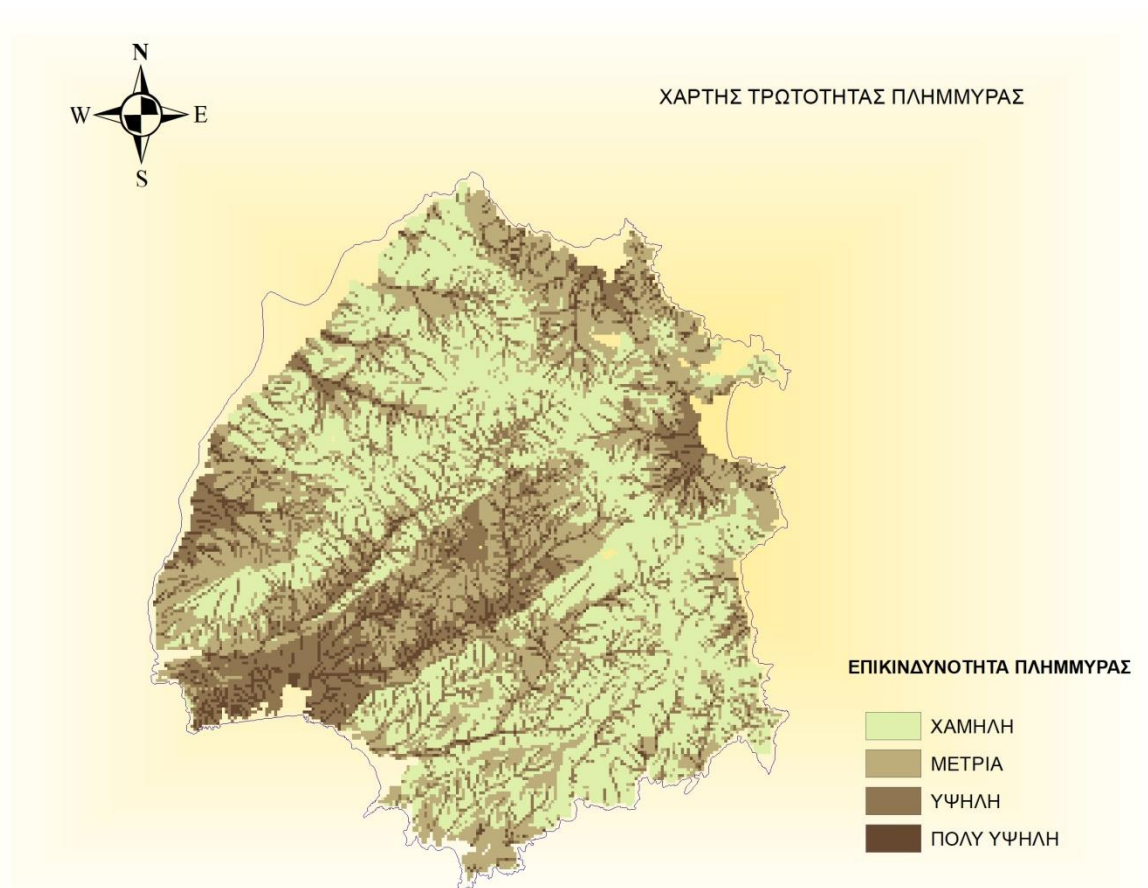 N
W E
S
ΧΑΡΤΗΣ ΤΡΩΤΟΤΗΤΑΣ ΠΛΗΜΜΥΡΑΣ
ΕΠΙΚΙΝΔΥΝΟΤΗΤΑ ΠΛΗΜΜΥΡΑΣ
ΧΑΜΗΛΗ
ΜΕΤΡΙΑ
ΥΨΗΛΗ
ΠΟΛΥ ΥΨΗΛΗ